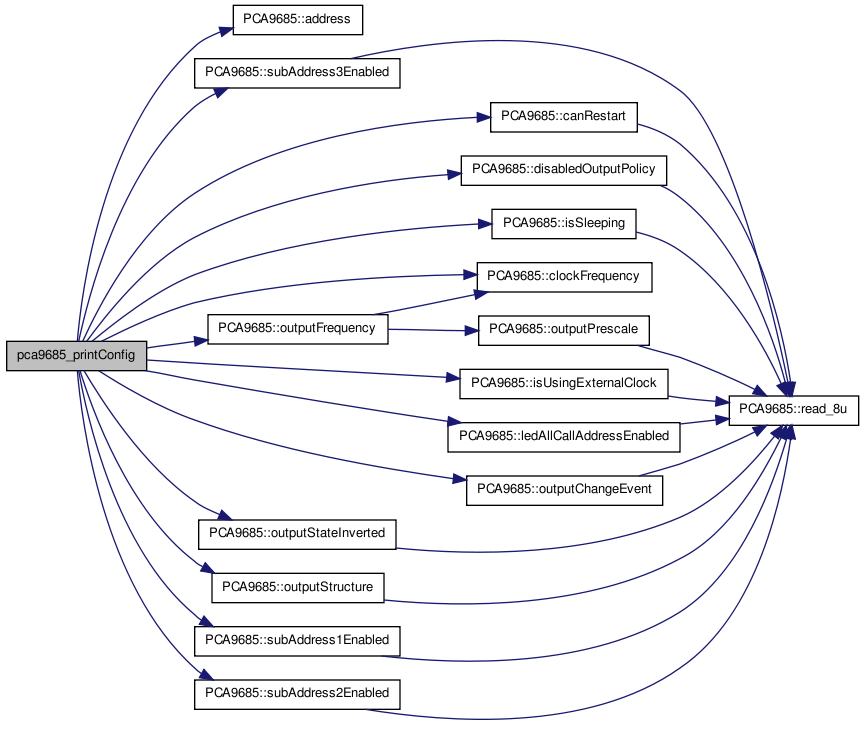 PCA9685::address
PCA9685::subAddress3Enabled
PCA9685::canRestart
PCA9685::disabledOutputPolicy
PCA9685::isSleeping
PCA9685::clockFrequency
PCA9685::outputFrequency
PCA9685::outputPrescale
pca9685_printConfig
PCA9685::isUsingExternalClock
PCA9685::read_8u
PCA9685::ledAllCallAddressEnabled
PCA9685::outputChangeEvent
PCA9685::outputStateInverted
PCA9685::outputStructure
PCA9685::subAddress1Enabled
PCA9685::subAddress2Enabled